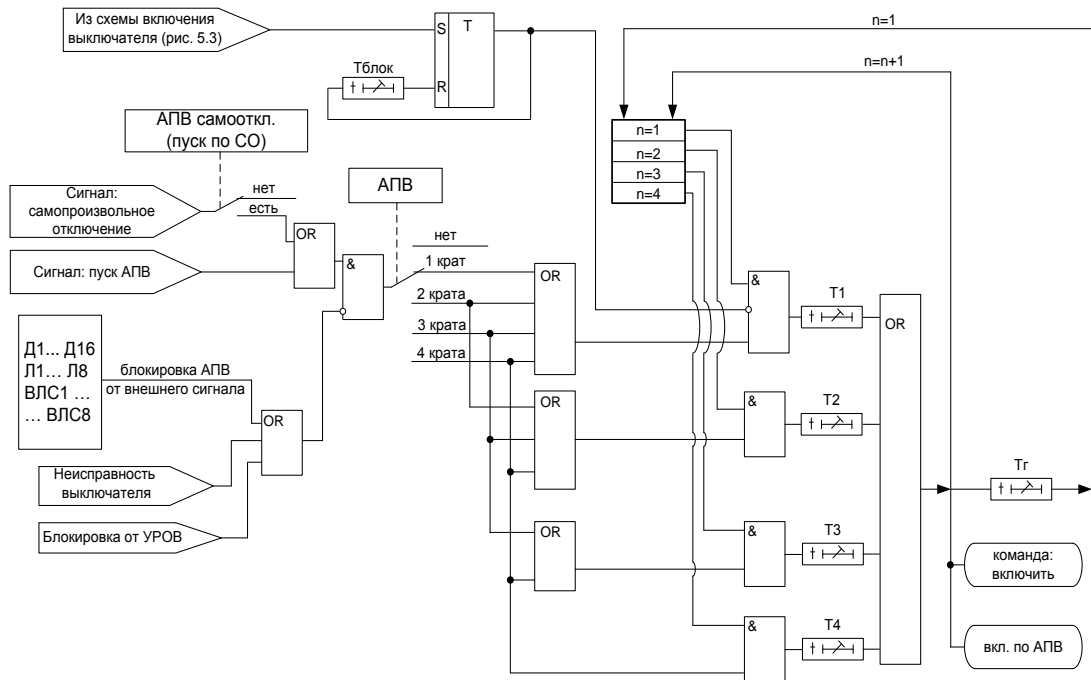 Из схемы включения
выключателя (рис. 5.3)
S
T
R
Тблок
n=1
n=n+1
n=1
n=2
n=3
n=4
АПВ самооткл.
(пуск по СО)
Сигнал:
самопроизвольное
отключение
нет
есть
OR
Сигнал: пуск АПВ
&
АПВ
нет
1 крат
2 крата
3 крата
4 крата
OR
&
T1
OR
Д1... Д16
Л1... Л8
ВЛС1 ...
... ВЛС8
блокировка АПВ
от внешнего сигнала
OR
Неисправность
выключателя
Блокировка от УРОВ
OR
&
T2
OR
&
T3
&
T4
Тг
команда:
включить
вкл. по АПВ